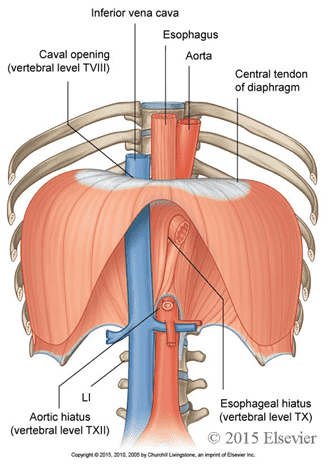 Inferior vena cava
Esophagus
Caval opening
(vertebral level TVIII)
Aorta
Central tendon
of diaphragm
LI
Aortic hiatus
(vertebral level TXII)
Esophageal hiatus
(vertebral level TX)
© 2015 Elsevier
Copyright © 2015, 2010, 2005 by Churchill Livingstone, an imprint of Elsevier Inc.